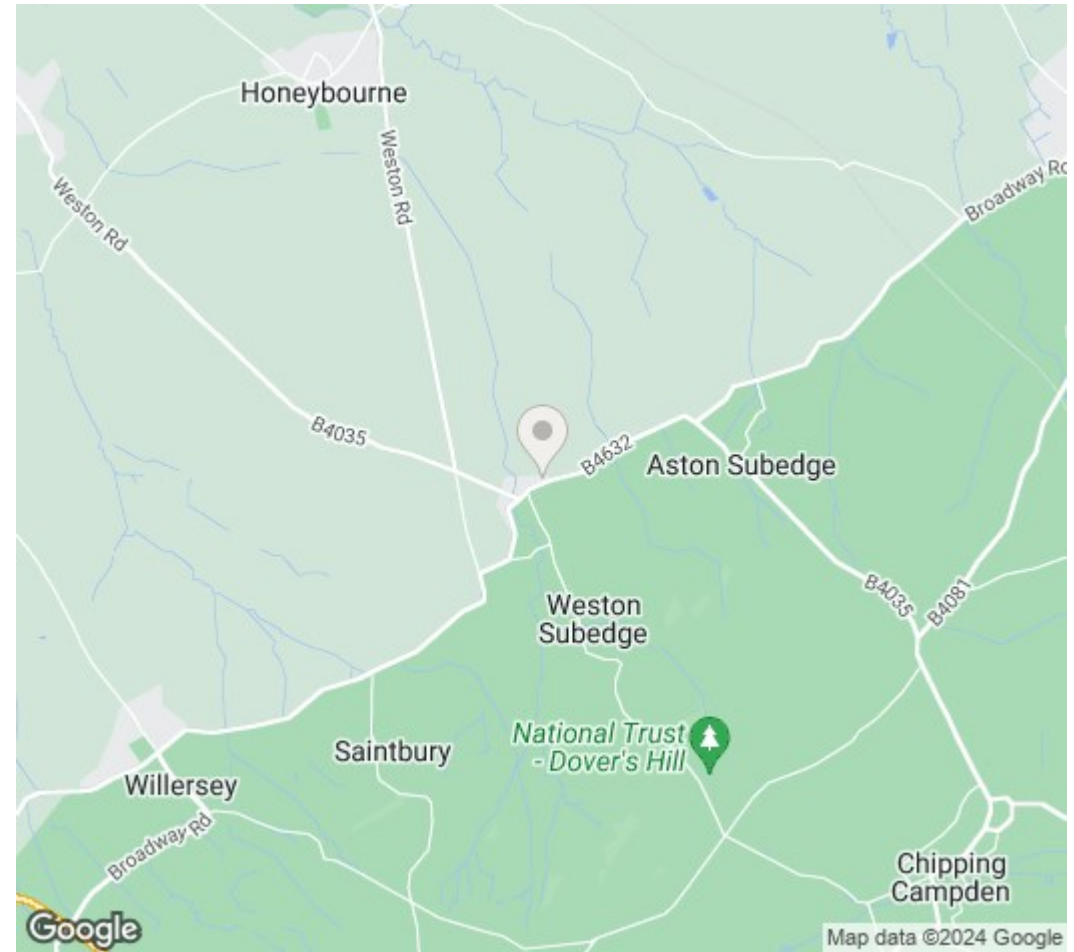 Honeybourne
Weston Rd
Weston Rd
Broadway Rd
B4035
B4632
Aston Subedge
B4035
B4081
Weston
Subedge
National Trust
- Dover's Hill
Saintbury
Willersey
Broadway Rd
Chipping
Campden
Google
Map data ©2024 Google